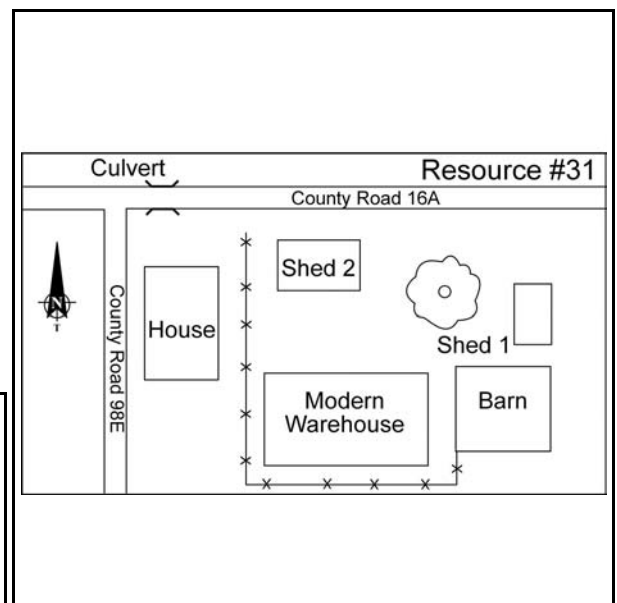 Culvert
Resource #31
County Road 16A
N
County Road 98E
House
Shed 2
Shed 1
Modern
Warehouse
Barn